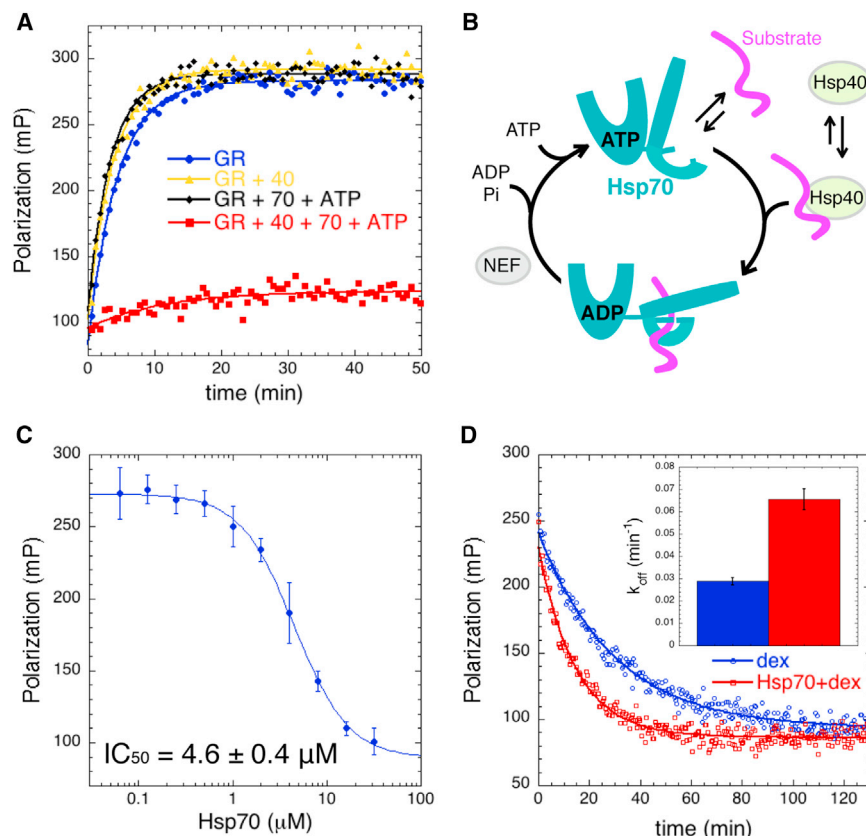 A
Polarization (mP)
300
250
200
150
100
GR
GR + 40
GR + 70 + ATP
GR + 40 + 70 + ATP
0 10 20 30 40 50
time (min)
B
Substrate
Hsp40
ATP
ATP
Hsp70
ADP
Pi
Hsp40
NEF
ADP
C
Polarization (mP)
300
250
200
150
100
IC50 = 4.6 ± 0.4 µM
0.1 1 10 100
Hsp70 (µM)
D
Polarization (mP)
300
250
200
150
100
50
koff (min-1)
0.08
0.07
0.06
0.05
0.04
0.03
0.02
0.01
0
dex
Hsp70+dex
0 20 40 60 80 100 120
time (min)